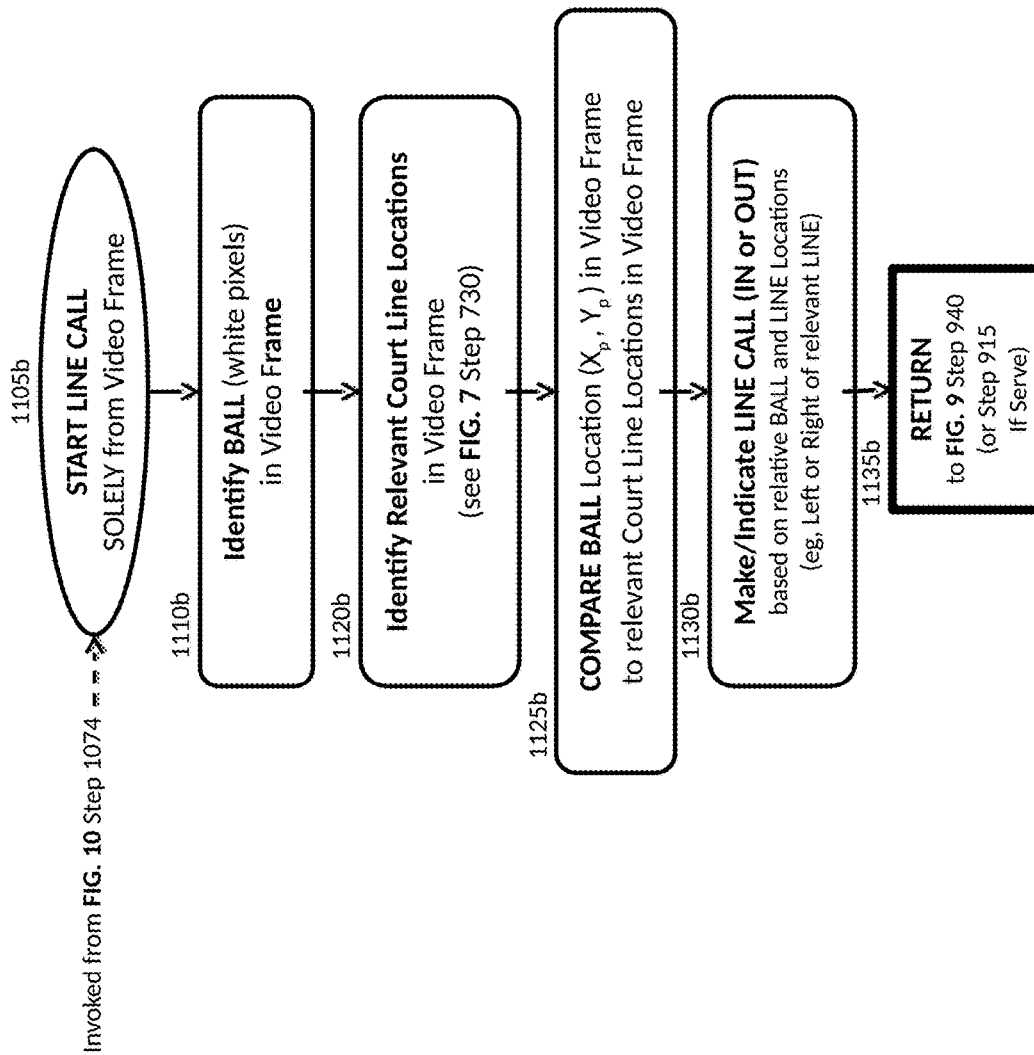 Invoked from FIG. 10 Step 1074
1105b
START LINE CALL
SOLELY from Video Frame
1110b
Identify BALL (white pixels)
in Video Frame
1120b
Identify Relevant Court Line Locations
in Video Frame
(see FIG. 7 Step 730)
1125b
COMPARE BALL Location (Xp, Yp) in Video Frame
to relevant Court Line Locations in Video Frame
1130b
Make/Indicate LINE CALL (IN or OUT)
based on relative BALL and LINE Locations
(eg, Left or Right of relevant LINE)
1135b
RETURN
to FIG. 9 Step 940
(or Step 915
If Serve)